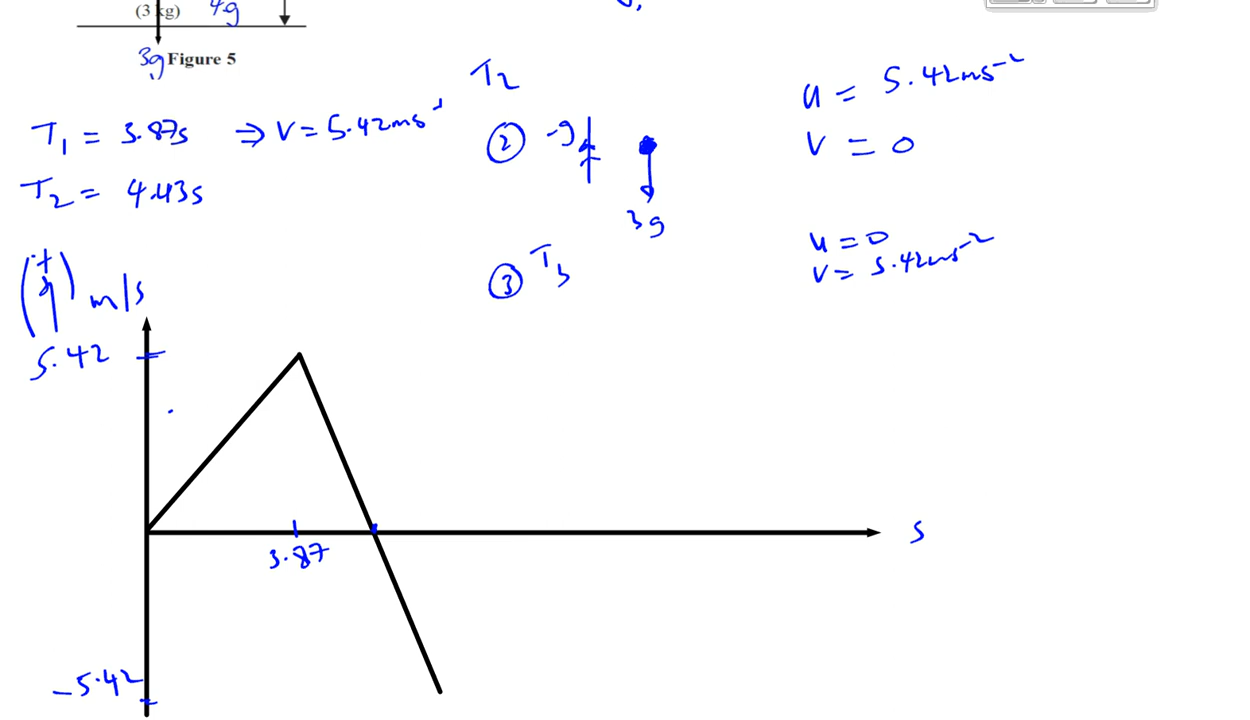 (3 kg) 4g
3g Figure 5
T₁ = 3.87s ⇒ V = 5.42ms⁻¹
T₂ = 4.43s
T₂
② -g
3g
u = 5.42ms⁻²
v = 0
③ T₃
u = 0
v = 5.42ms⁻²
(+) m/s
5.42
3.87
s
-5.42